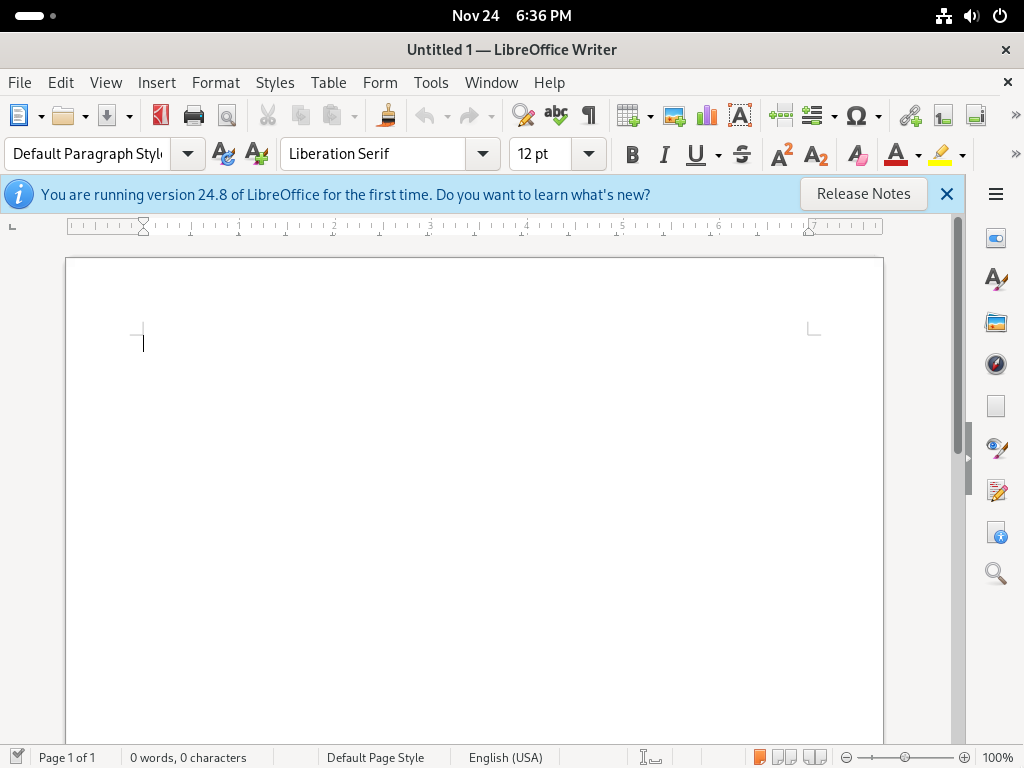 Nov 24 6:36 PM
Untitled 1 — LibreOffice Writer
File Edit View Insert Format Styles Table Form Tools Window Help
Default Paragraph Style Liberation Serif 12 pt
You are running version 24.8 of LibreOffice for the first time. Do you want to learn what's new? Release Notes
1 2 3 4 5 6 7
Page 1 of 1 0 words, 0 characters Default Page Style English (USA) 100%